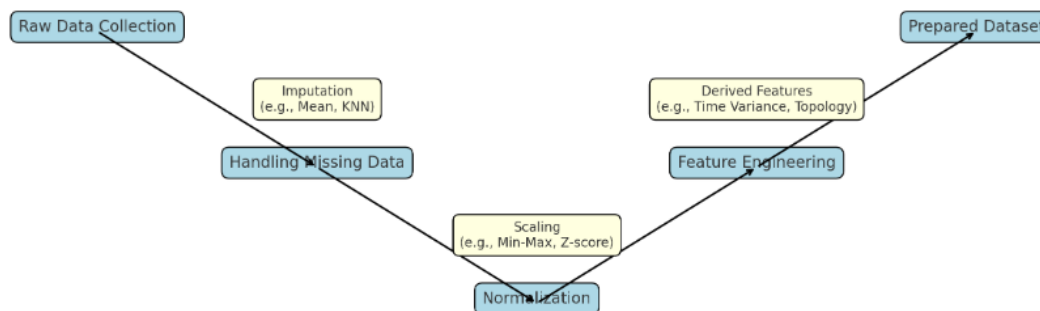 Raw Data Collection
Prepared Dataset
Imputation
(e.g., Mean, KNN)
Derived Features
(e.g., Time Variance, Topology)
Handling Missing Data
Feature Engineering
Scaling
(e.g., Min-Max, Z-score)
Normalization